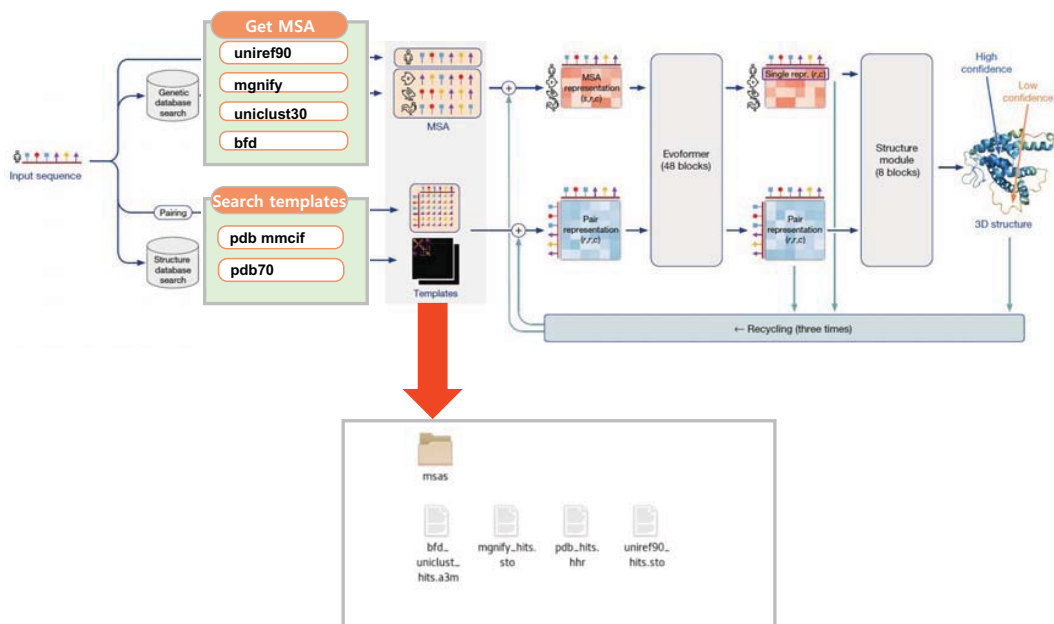 Get MSA
uniref90
mgnify
uniclust30
bfd
Genetic
database
search
Input sequence
Pairing
Structure
database
search
Search templates
pdb mmcif
pdb70
MSA
Templates
MSA
representation
(s,r,c)
Pair
representation
(r,r,c)
Evoformer
(48 blocks)
Single repr. (r,c)
Pair
representation
(r,r,c)
Structure
module
(8 blocks)
High
confidence
Low
confidence
3D structure
← Recycling (three times)
msas
bfd_
uniclust_
hits.a3m
mgnify_hits.
sto
pdb_hits.
hhr
uniref90_
hits.sto